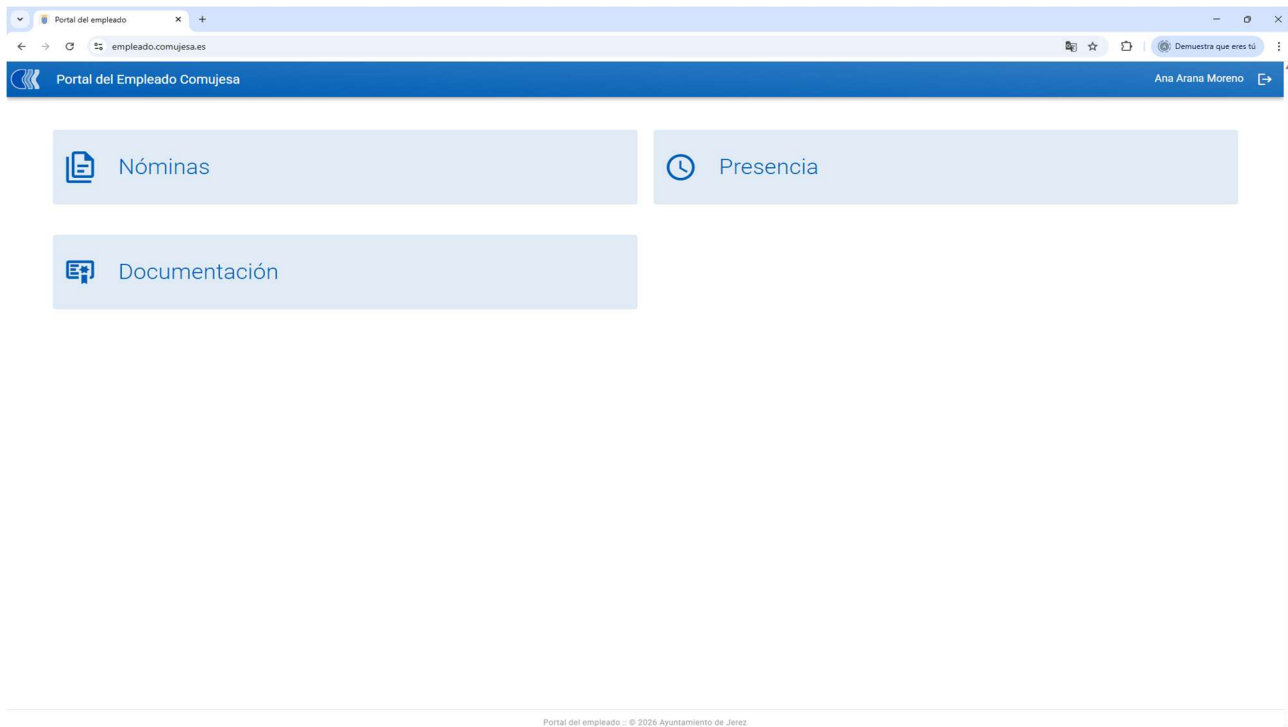 Portal del empleado
empleado.comujesa.es
Demuestra que eres tú
Portal del Empleado Comujesa
Ana Arana Moreno
Nóminas
Presencia
Documentación
Portal del empleado :: © 2026 Ayuntamiento de Jerez